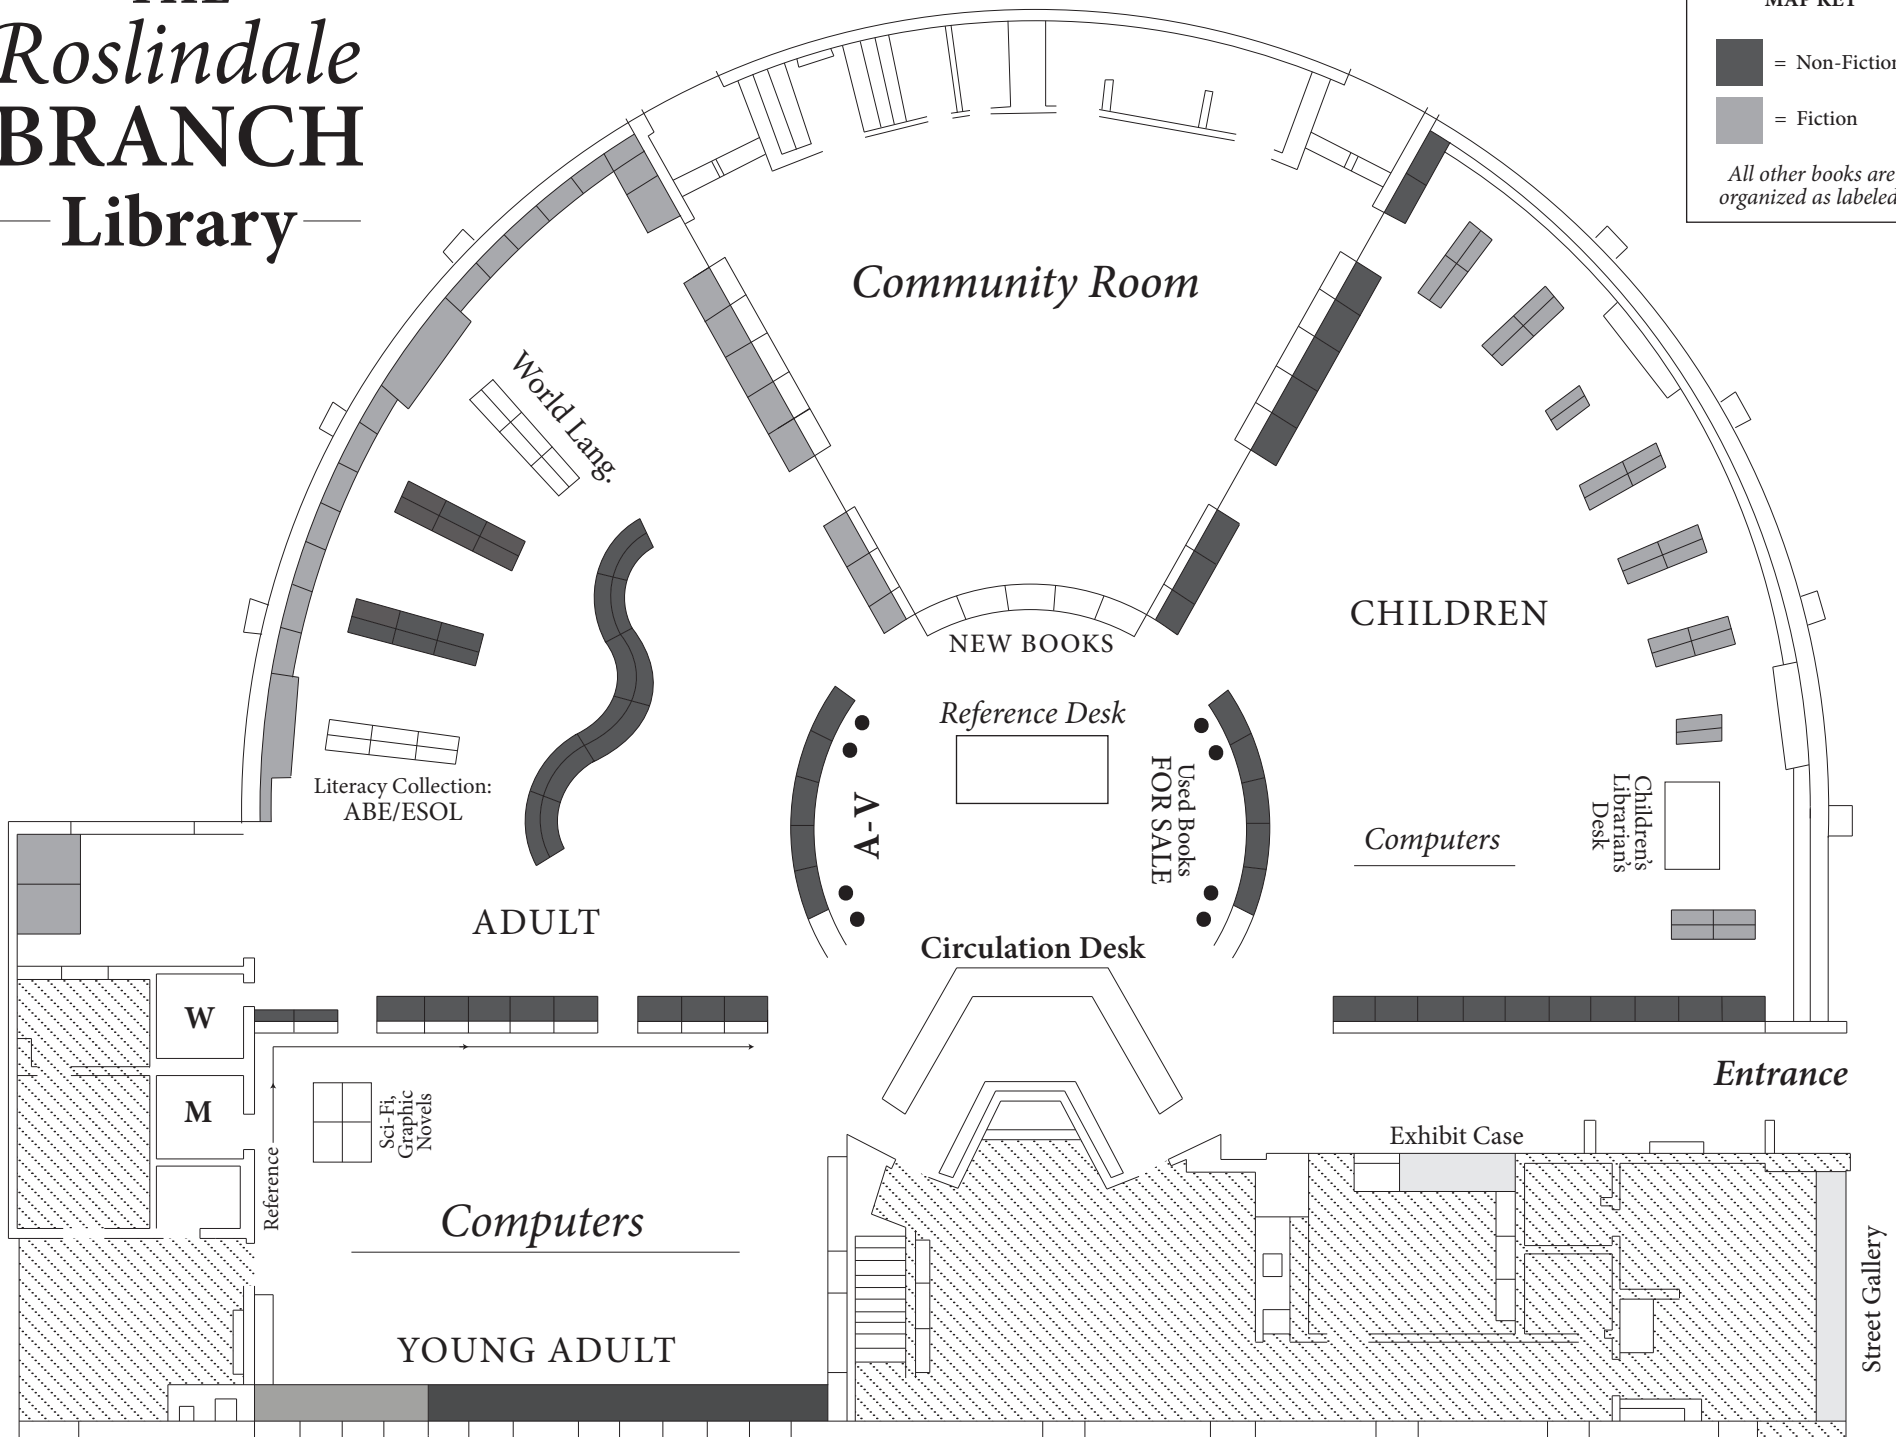 THE
Roslindale
BRANCH
Library
MAP KEY
= Non-Fiction
= Fiction
All other books are
organized as labeled
Community Room
World Lang.
CHILDREN
NEW BOOKS
Reference Desk
Literacy Collection:
ABE/ESOL
A-V
Used Books
FOR SALE
Computers
Children's
Librarian's
Desk
ADULT
Circulation Desk
W
M
Entrance
Sci-Fi,
Graphic
Novels
Reference
Exhibit Case
Computers
Street Gallery
YOUNG ADULT